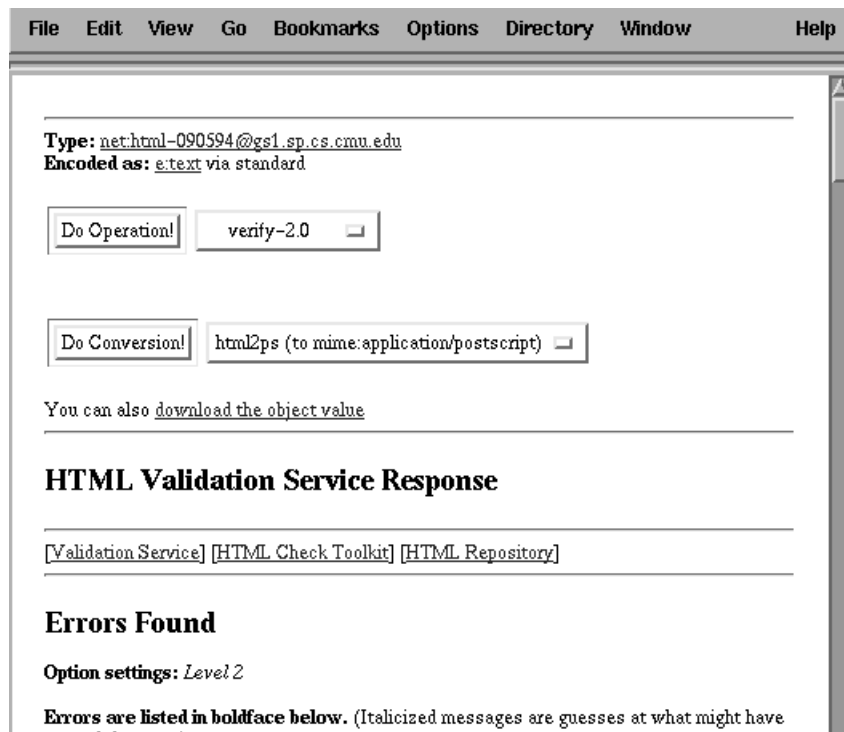 File Edit View Go Bookmarks Options Directory Window Help
Type: net:html-090594@gs1.sp.cs.cmu.edu
Encoded as: e:text via standard
Do Operation! verify-2.0
Do Conversion! html2ps (to mime:application/postscript)
You can also download the object value
HTML Validation Service Response
[Validation Service] [HTML Check Toolkit] [HTML Repository]
Errors Found
Option settings: Level 2
Errors are listed in boldface below. (Italicized messages are guesses at what might have